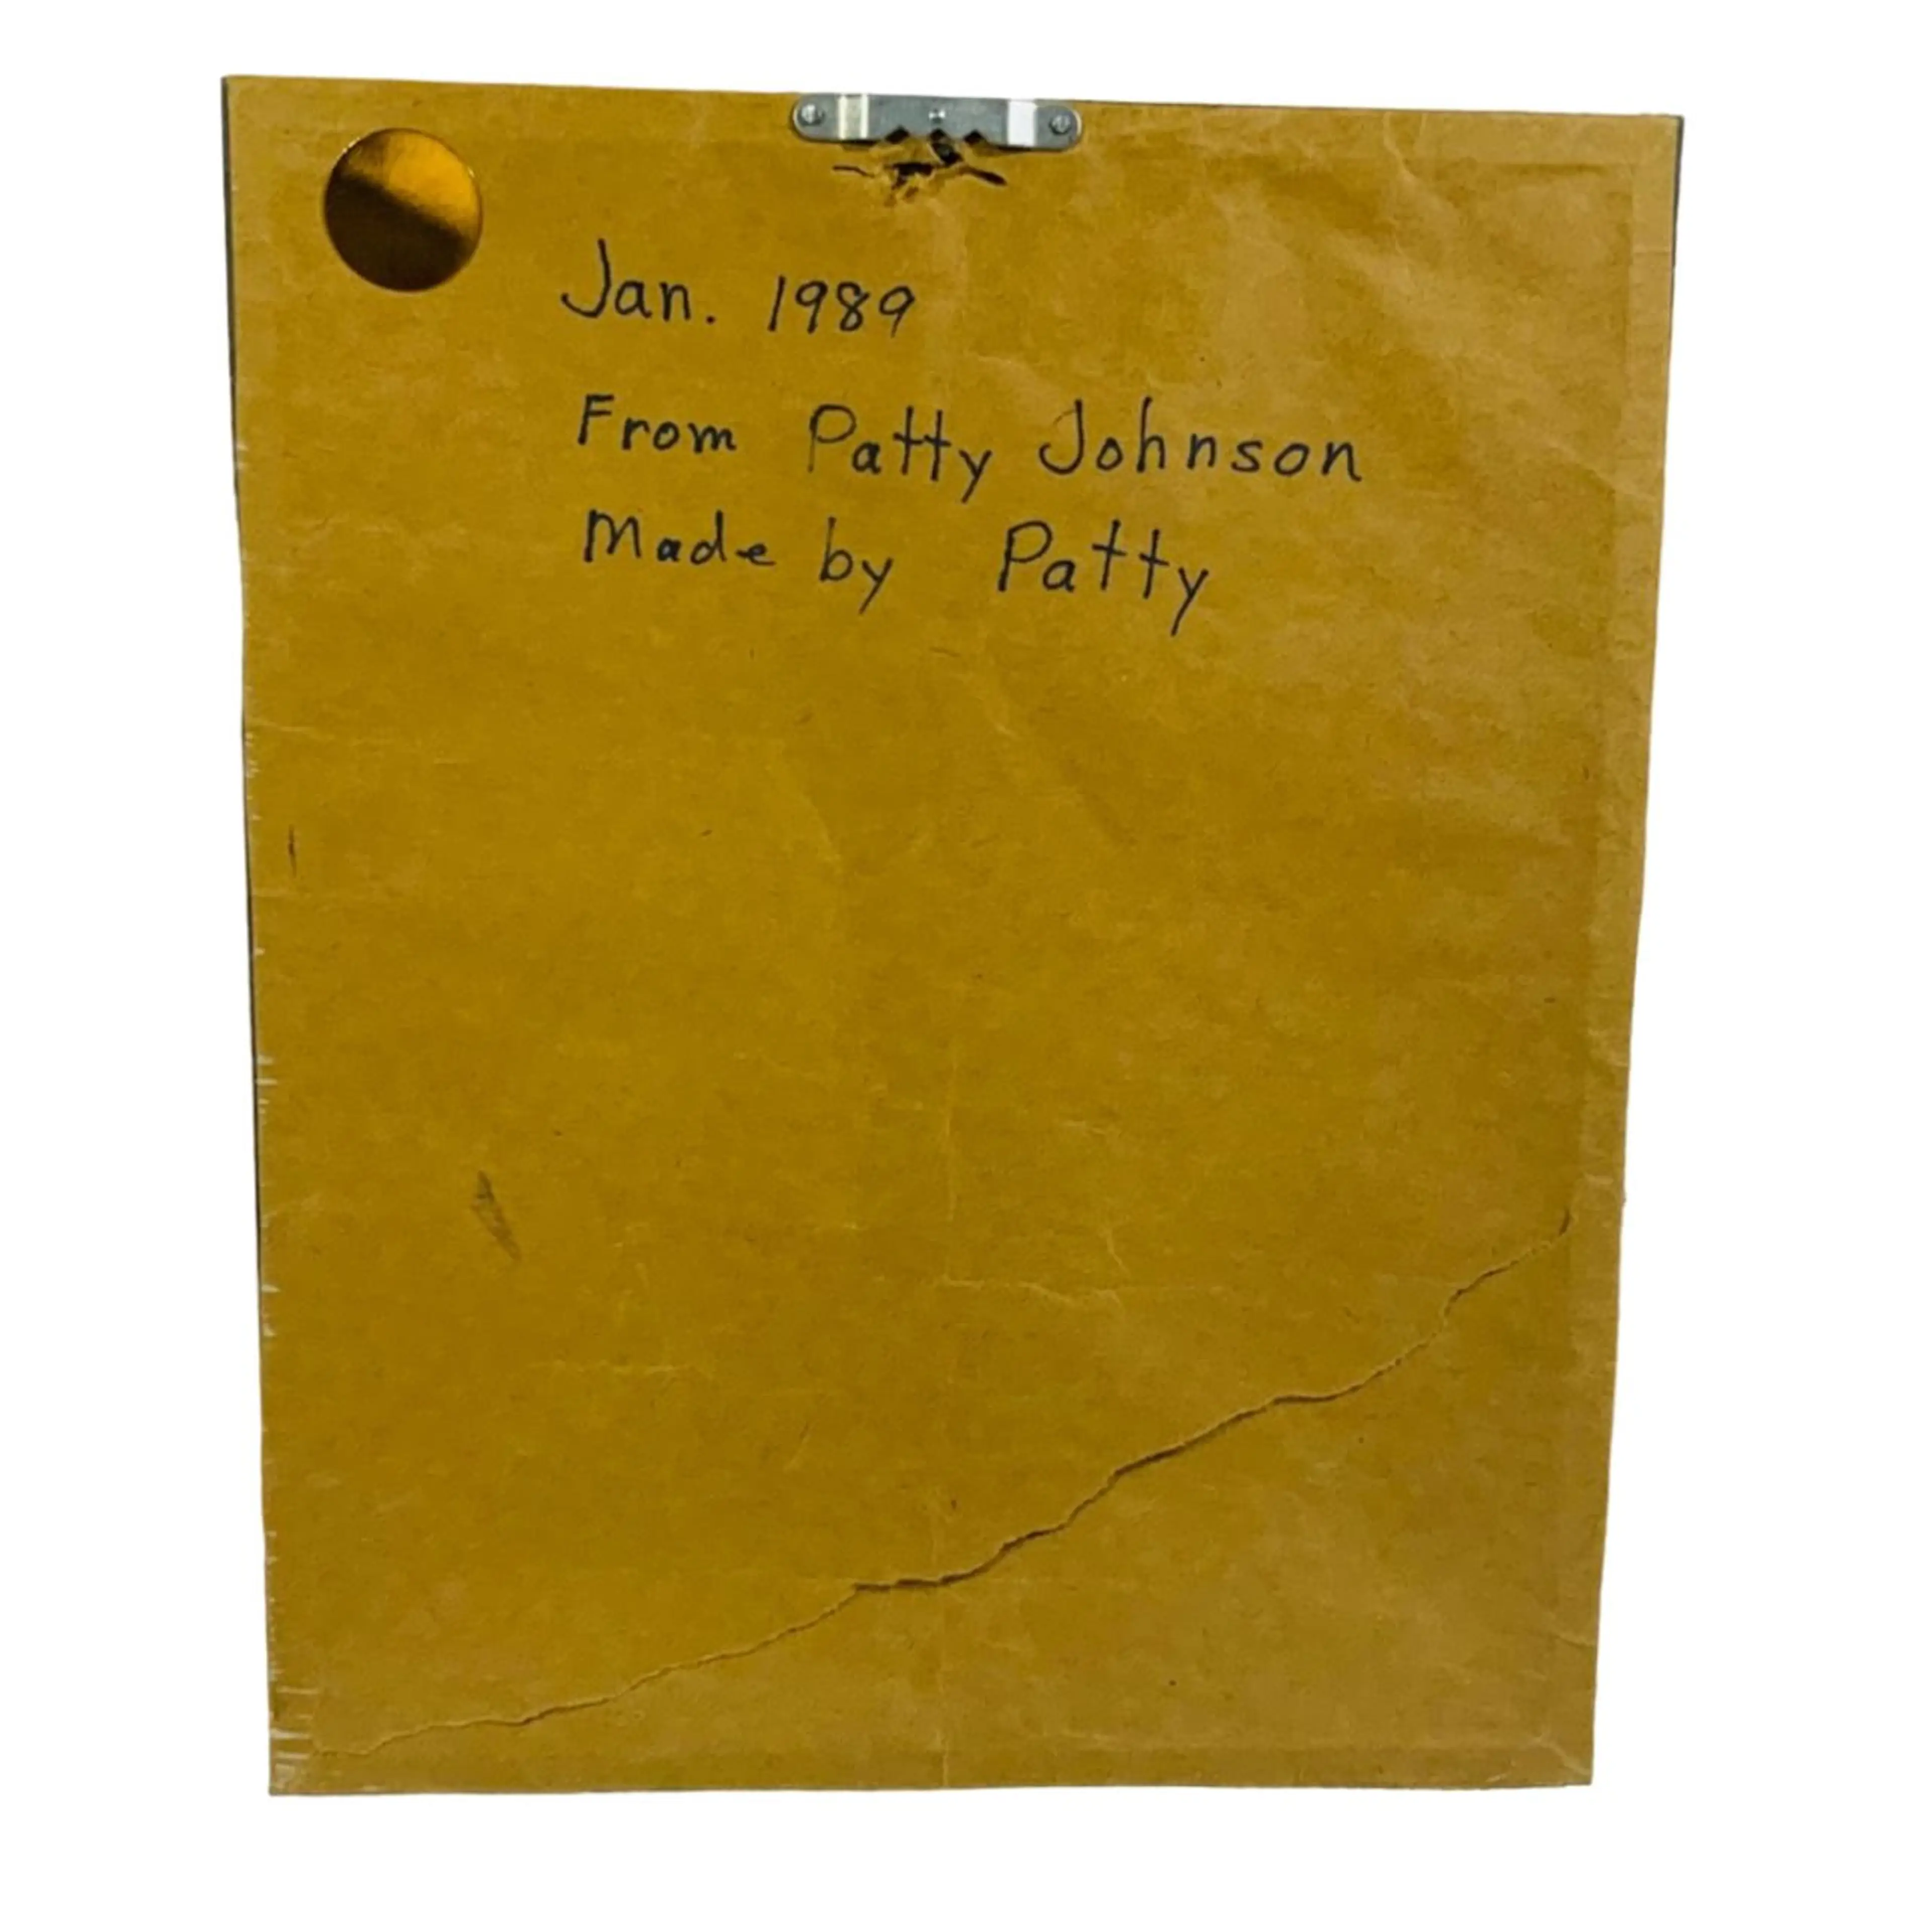 Jan. 1989
From Patty Johnson
Made by Patty